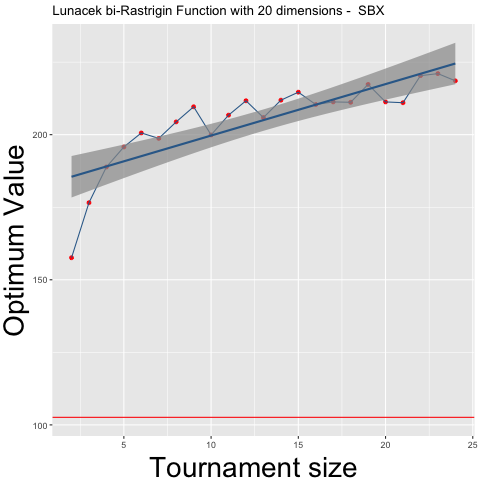 Lunacek bi-Rastrigin Function with 20 dimensions - SBX
Optimum Value
200
150
100
5 10 15 20 25
Tournament size